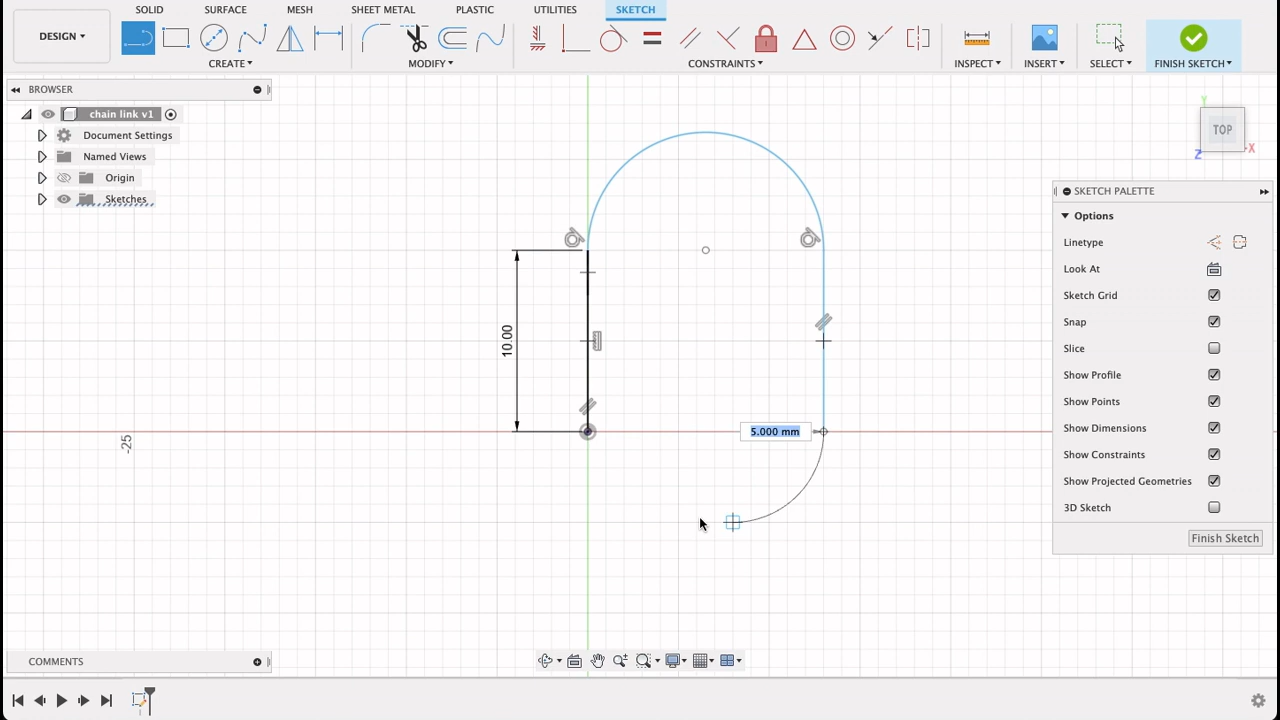 SOLID SURFACE MESH SHEET METAL PLASTIC UTILITIES SKETCH
DESIGN
CREATE MODIFY CONSTRAINTS INSPECT INSERT SELECT FINISH SKETCH
BROWSER
chain link v1
Document Settings
Named Views
Origin
Sketches
TOP
Y
X
Z
10.00
-25
5.000 mm
SKETCH PALETTE
Options
Linetype
Look At
Sketch Grid
Snap
Slice
Show Profile
Show Points
Show Dimensions
Show Constraints
Show Projected Geometries
3D Sketch
Finish Sketch
COMMENTS